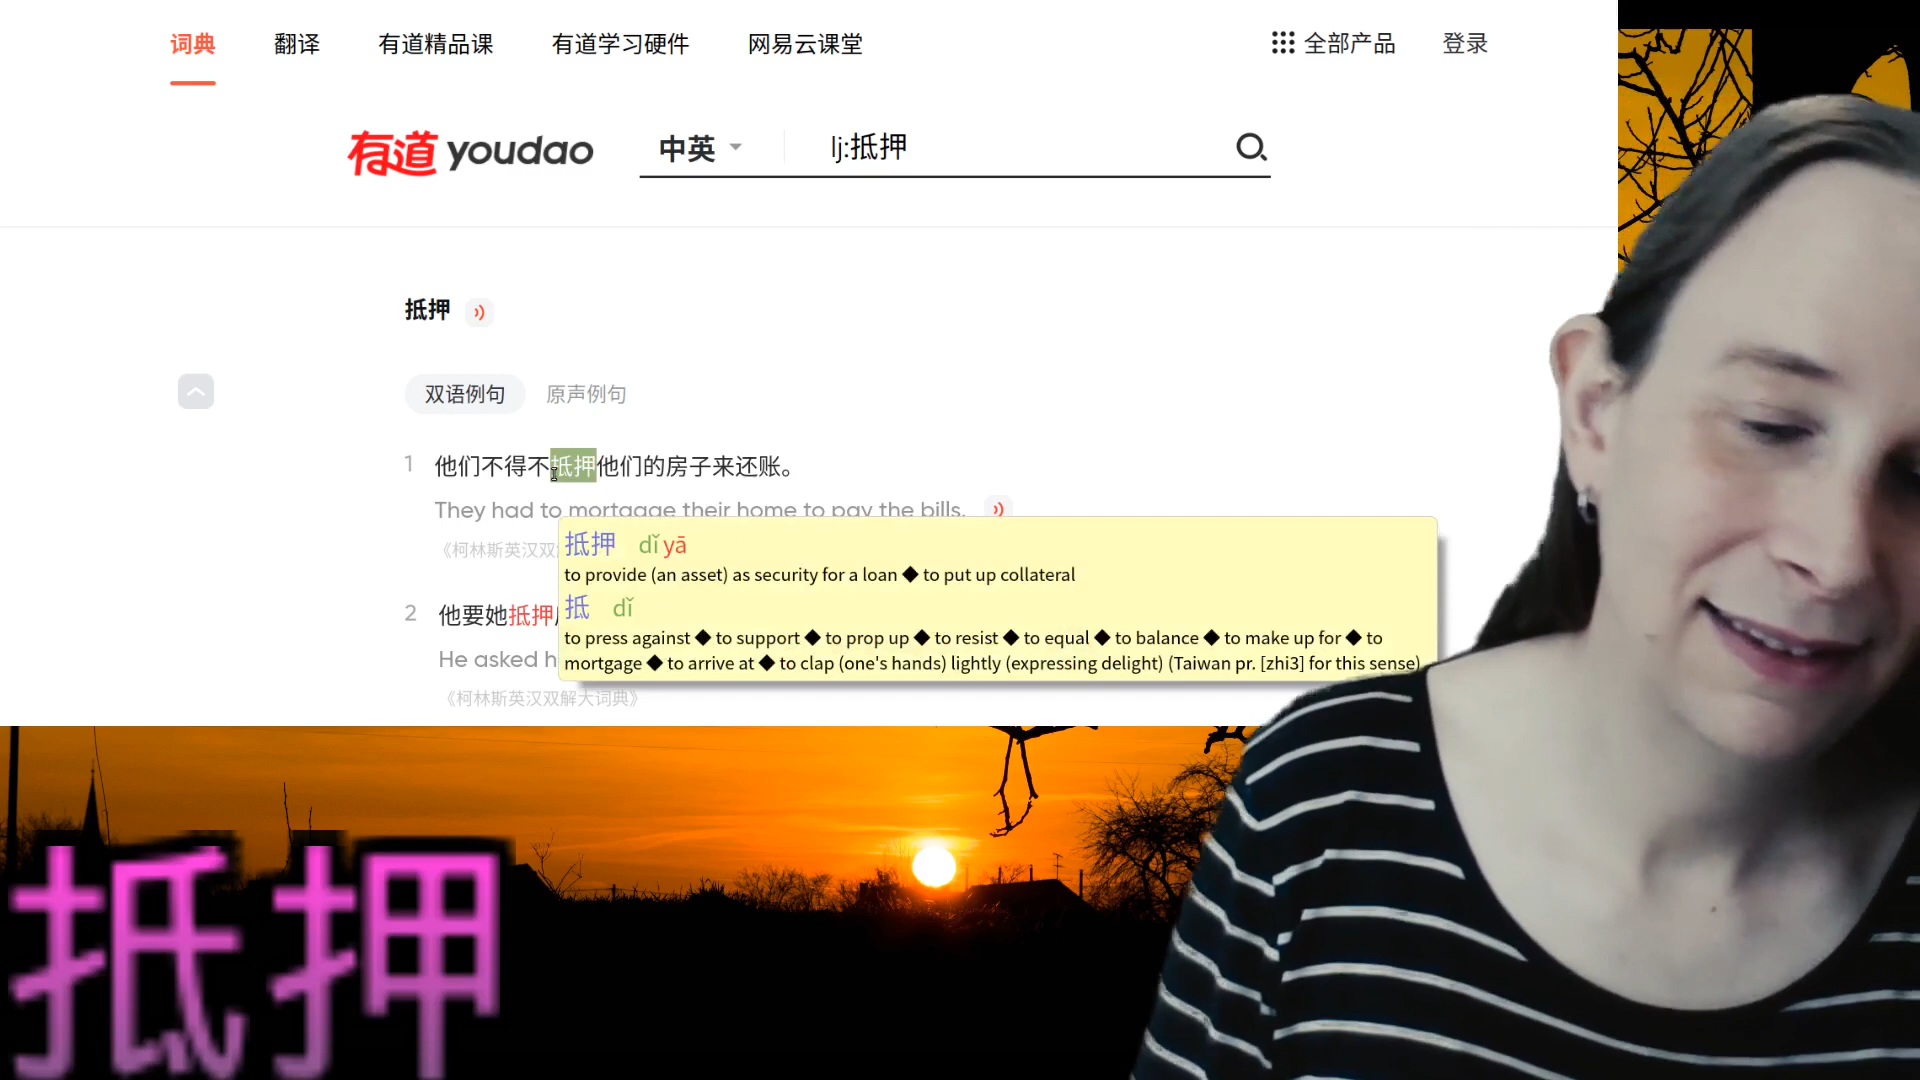 词典 翻译 有道精品课 有道学习硬件 网易云课堂 全部产品 登录
有道 youdao 中英 lj:抵押
抵押
双语例句 原声例句
1 他们不得不抵押他们的房子来还账。
They had to mortgage their home to pay the bills.
《柯林斯英汉双
抵押 dǐ yā
to provide (an asset) as security for a loan ◆ to put up collateral
2 他要她抵押
抵 dǐ
to press against ◆ to support ◆ to prop up ◆ to resist ◆ to equal ◆ to balance ◆ to make up for ◆ to
He asked h
mortgage ◆ to arrive at ◆ to clap (one's hands) lightly (expressing delight) (Taiwan pr. [zhi3] for this sense)
《柯林斯英汉双解大词典》
抵押